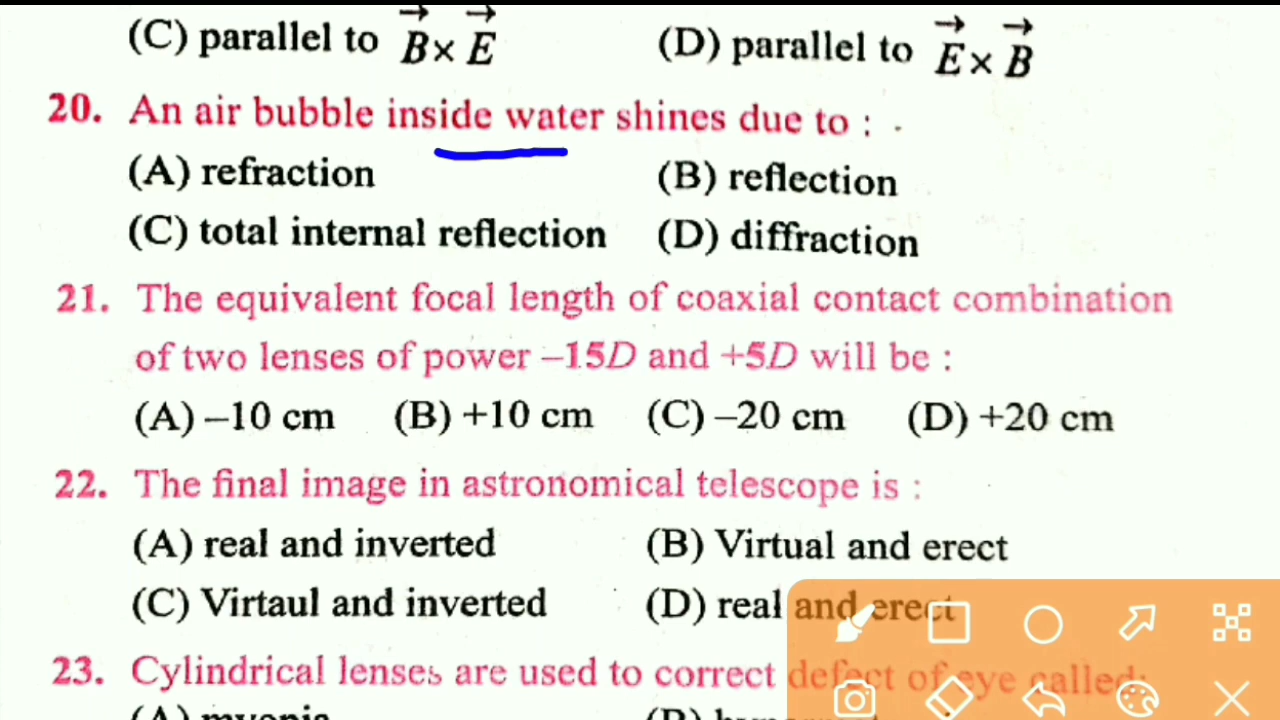 (C) parallel to B⃗ × E⃗ (D) parallel to E⃗ × B⃗
20. An air bubble inside water shines due to :
(A) refraction (B) reflection
(C) total internal reflection (D) diffraction
21. The equivalent focal length of coaxial contact combination
of two lenses of power –15D and +5D will be :
(A) –10 cm (B) +10 cm (C) –20 cm (D) +20 cm
22. The final image in astronomical telescope is :
(A) real and inverted (B) Virtual and erect
(C) Virtaul and inverted (D) real and erect
23. Cylindrical lenses are used to correct defect of eye called:
(A) myopia (B)